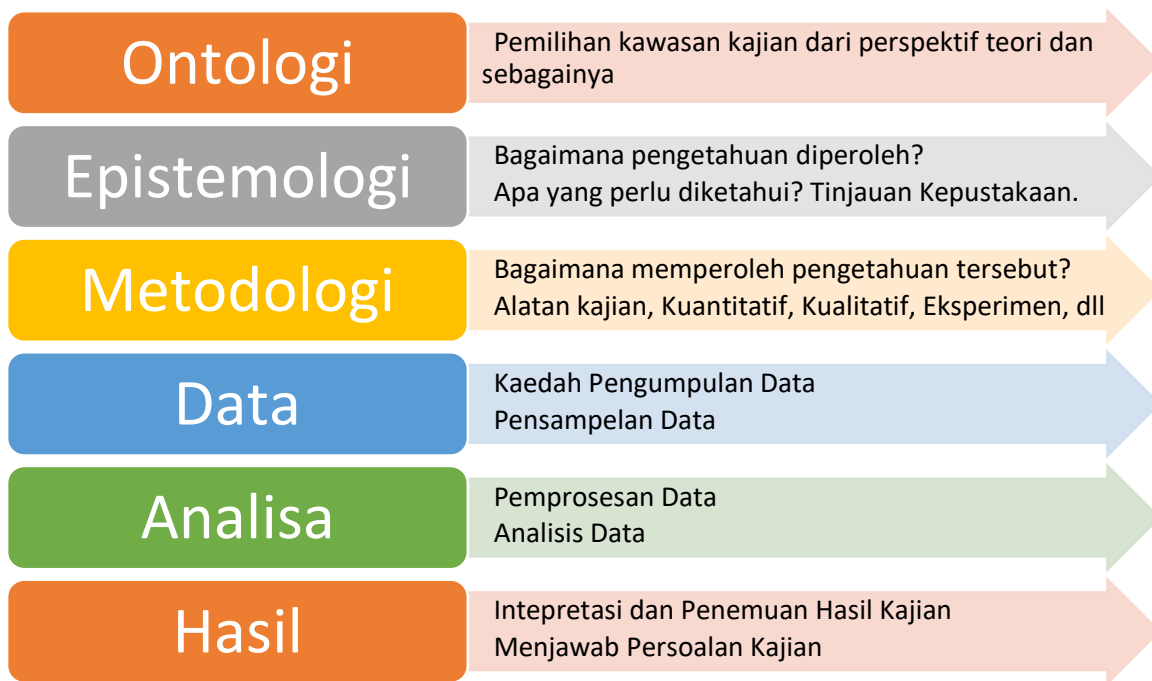 Ontologi
Pemilihan kawasan kajian dari perspektif teori dan
sebagainya
Epistemologi
Bagaimana pengetahuan diperoleh?
Apa yang perlu diketahui? Tinjauan Kepustakaan.
Metodologi
Bagaimana memperoleh pengetahuan tersebut?
Alatan kajian, Kuantitatif, Kualitatif, Eksperimen, dll
Data
Kaedah Pengumpulan Data
Pensampelan Data
Analisa
Pemprosesan Data
Analisis Data
Hasil
Intepretasi dan Penemuan Hasil Kajian
Menjawab Persoalan Kajian